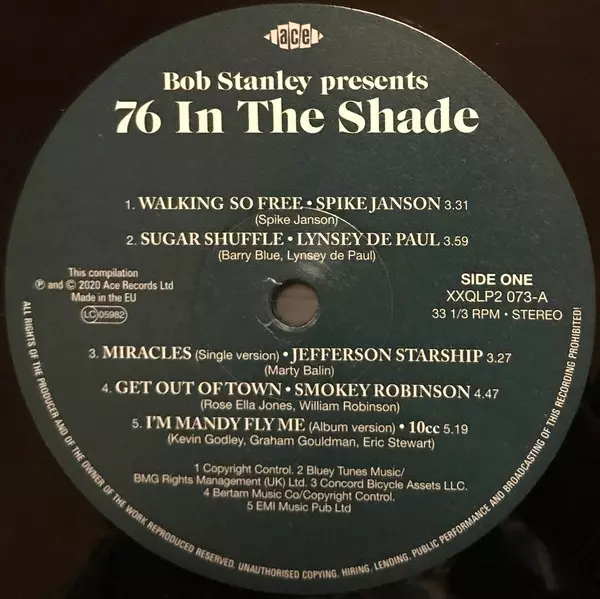 ace
Bob Stanley presents
76 In The Shade
1. WALKING SO FREE • SPIKE JANSON 3.31
(Spike Janson)
2. SUGAR SHUFFLE • LYNSEY DE PAUL 3.59
(Barry Blue, Lynsey de Paul)
This compilation
Ⓟ and © 2020 Ace Records Ltd
Made in the EU
LC 05982
SIDE ONE
XXQLP2 073-A
33 1/3 RPM • STEREO
3. MIRACLES (Single version) • JEFFERSON STARSHIP 3.27
(Marty Balin)
4. GET OUT OF TOWN • SMOKEY ROBINSON 4.47
(Rose Ella Jones, William Robinson)
5. I'M MANDY FLY ME (Album version) • 10cc 5.19
(Kevin Godley, Graham Gouldman, Eric Stewart)
1 Copyright Control. 2 Bluey Tunes Music/
BMG Rights Management (UK) Ltd. 3 Concord Bicycle Assets LLC.
4 Bertam Music Co/Copyright Control.
5 EMI Music Pub Ltd
ALL RIGHTS OF THE PRODUCER AND OF THE OWNER OF THE WORK REPRODUCED RESERVED. UNAUTHORISED COPYING, HIRING, LENDING, PUBLIC PERFORMANCE AND BROADCASTING OF THIS RECORDING PROHIBITED!